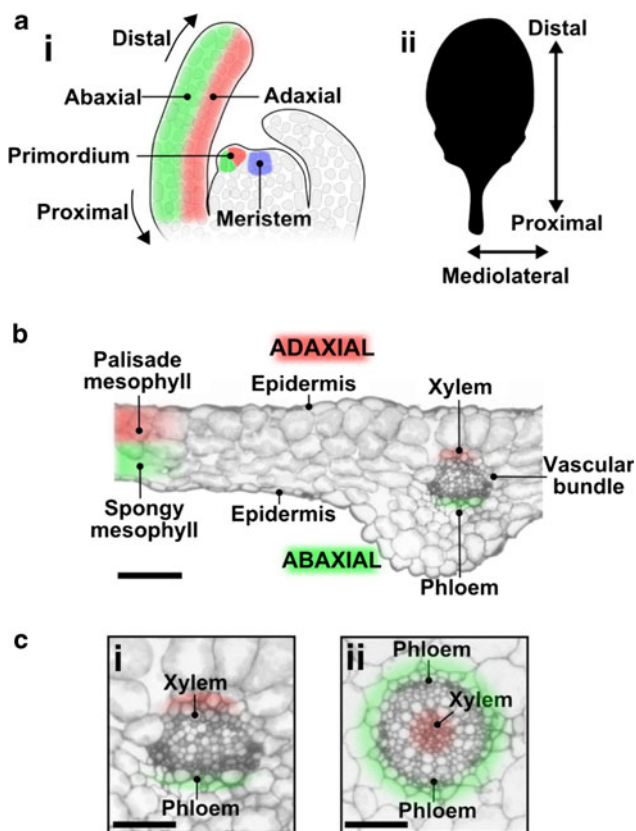 a
i
Distal
Abaxial
Adaxial
Primordium
Proximal
Meristem
ii
Distal
Proximal
Mediolateral
b
ADAXIAL
Palisade
mesophyll
Epidermis
Xylem
Vascular
bundle
Spongy
mesophyll
Epidermis
ABAXIAL
Phloem
c
i
Xylem
Phloem
ii
Phloem
Xylem
Phloem